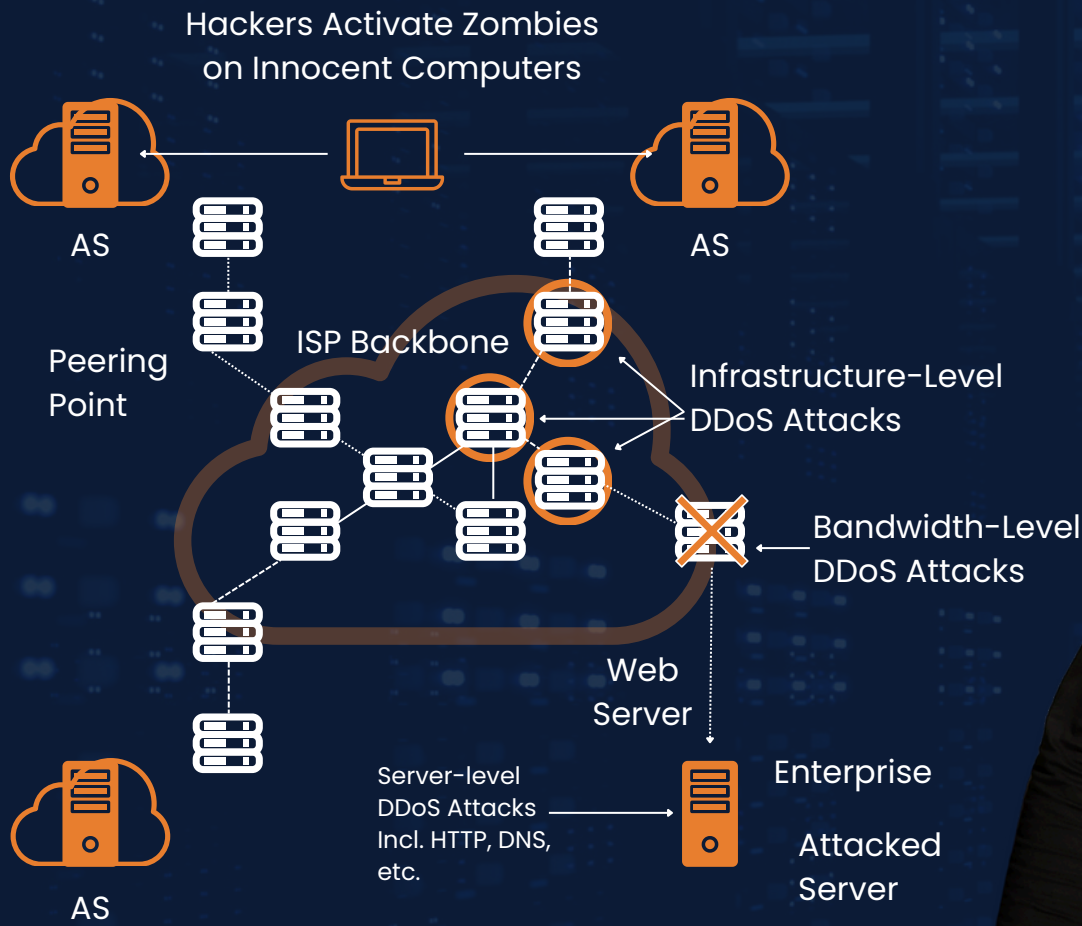 Hackers Activate Zombies
on Innocent Computers
AS
AS
Peering
Point
ISP Backbone
Infrastructure-Level
DDoS Attacks
Bandwidth-Level
DDoS Attacks
Web
Server
Server-level
DDoS Attacks
Incl. HTTP, DNS,
etc.
Enterprise
Attacked
Server
AS